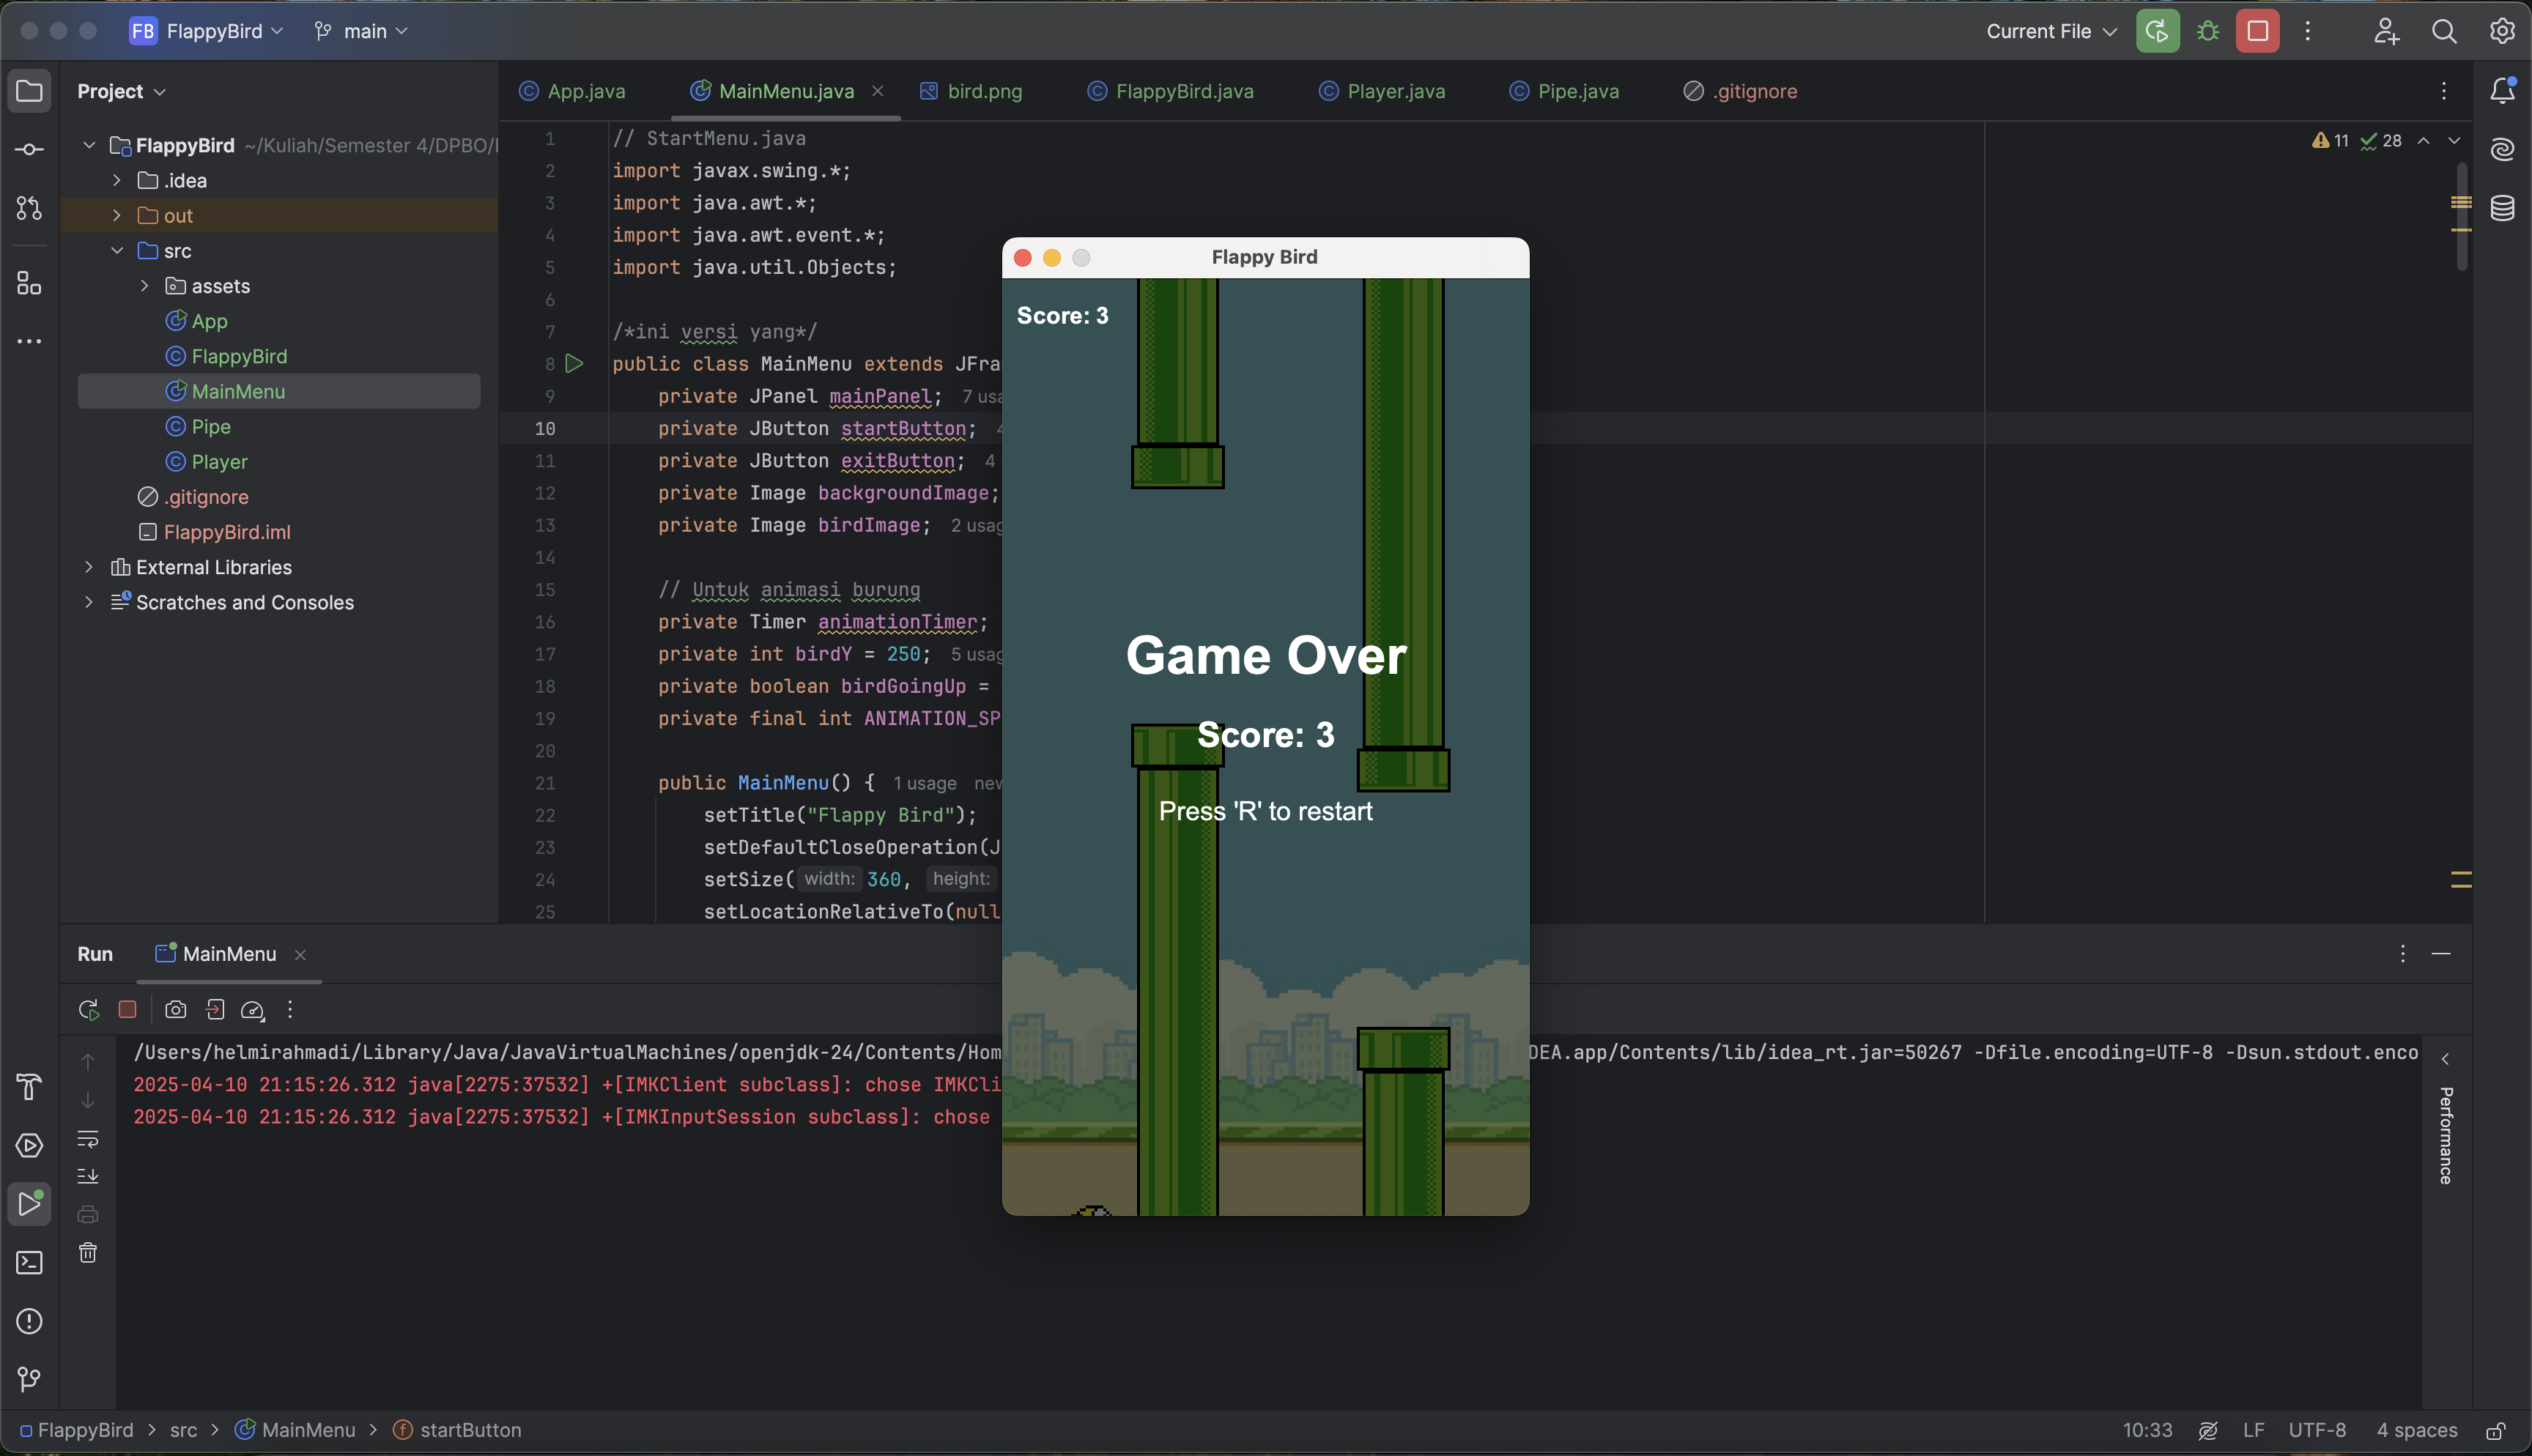 FB FlappyBird main Current File
Project
App.java MainMenu.java bird.png FlappyBird.java Player.java Pipe.java .gitignore
FlappyBird ~/Kuliah/Semester 4/DPBO/
.idea
out
src
assets
App
FlappyBird
MainMenu
Pipe
Player
.gitignore
FlappyBird.iml
External Libraries
Scratches and Consoles
11 28
1 // StartMenu.java
2 import javax.swing.*;
3 import java.awt.*;
4 import java.awt.event.*;
5 import java.util.Objects;
6
7 /*ini versi yang*/
8 public class MainMenu extends JFra
9 private JPanel mainPanel; 7 usa
10 private JButton startButton; 4
11 private JButton exitButton; 4
12 private Image backgroundImage;
13 private Image birdImage; 2 usag
14
15 // Untuk animasi burung
16 private Timer animationTimer;
17 private int birdY = 250; 5 usag
18 private boolean birdGoingUp =
19 private final int ANIMATION_SP
20
21 public MainMenu() { 1 usage new
22 setTitle("Flappy Bird");
23 setDefaultCloseOperation(J
24 setSize( width: 360, height:
25 setLocationRelativeTo(null
Flappy Bird
Score: 3
Game Over
Score: 3
Press 'R' to restart
Run MainMenu
/Users/helmirahmadi/Library/Java/JavaVirtualMachines/openjdk-24/Contents/Hom DEA.app/Contents/lib/idea_rt.jar=50267 -Dfile.encoding=UTF-8 -Dsun.stdout.enco
2025-04-10 21:15:26.312 java[2275:37532] +[IMKClient subclass]: chose IMKCli
2025-04-10 21:15:26.312 java[2275:37532] +[IMKInputSession subclass]: chose
Performance
FlappyBird src MainMenu startButton
10:33 LF UTF-8 4 spaces